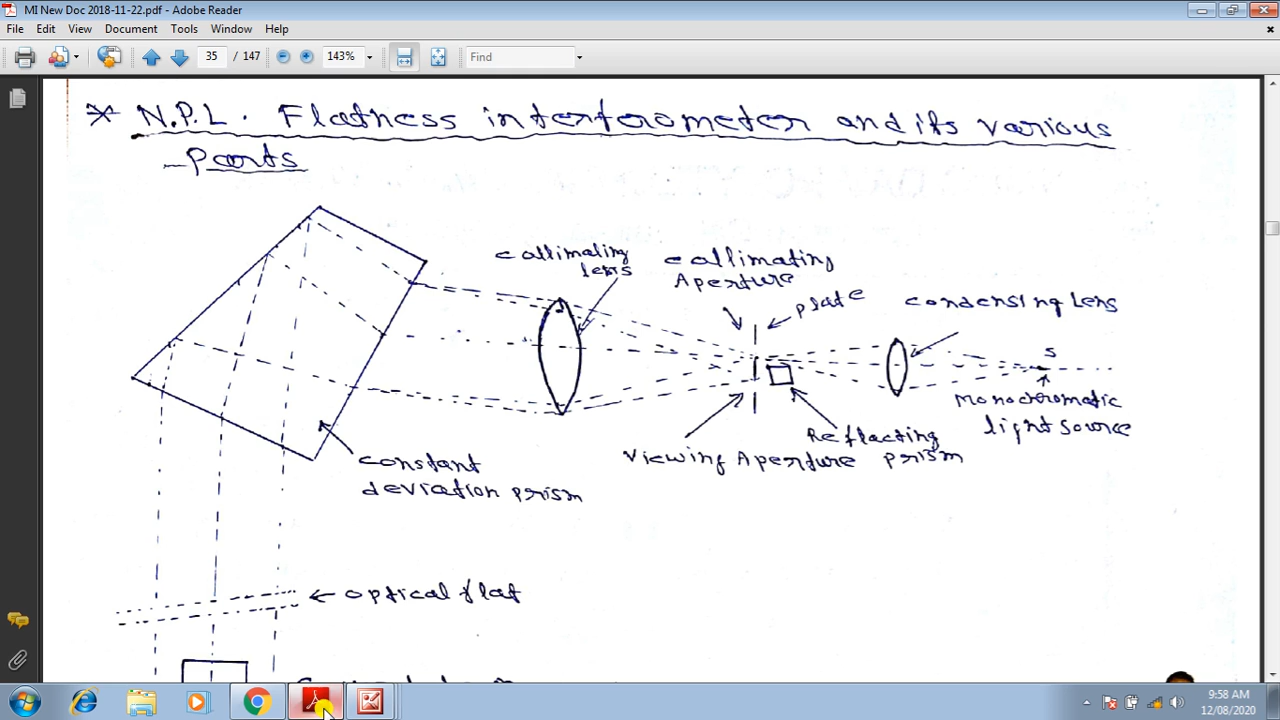 MI New Doc 2018-11-22.pdf - Adobe Reader
File Edit View Document Tools Window Help
35 / 147 143% Find
* N.P.L. Flatness interferometer and its various
parts
collimating
lens
collimating
Aperture
plate
condensing Lens
S
Monochromatic
light source
Reflacting
prism
viewing Aperture
constant
deviation prism
← optical flat
9:58 AM
12/08/2020